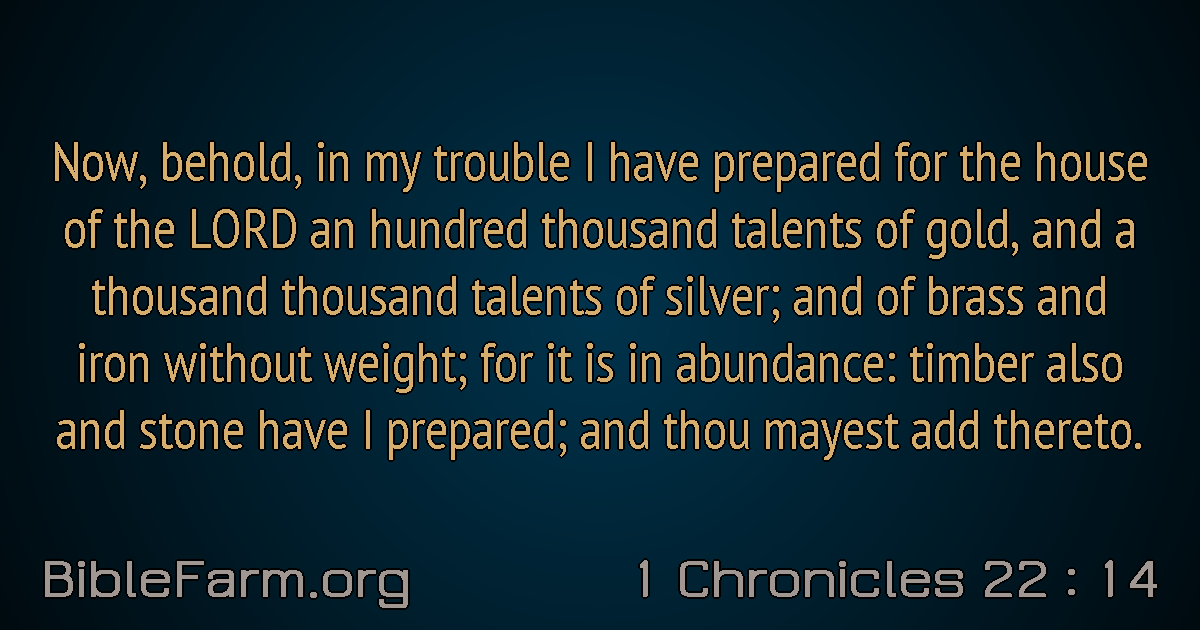 Now, behold, in my trouble I have prepared for the house
of the LORD an hundred thousand talents of gold, and a
thousand thousand talents of silver; and of brass and
iron without weight; for it is in abundance: timber also
and stone have I prepared; and thou mayest add thereto.
BibleFarm.org
1 Chronicles 22 : 14